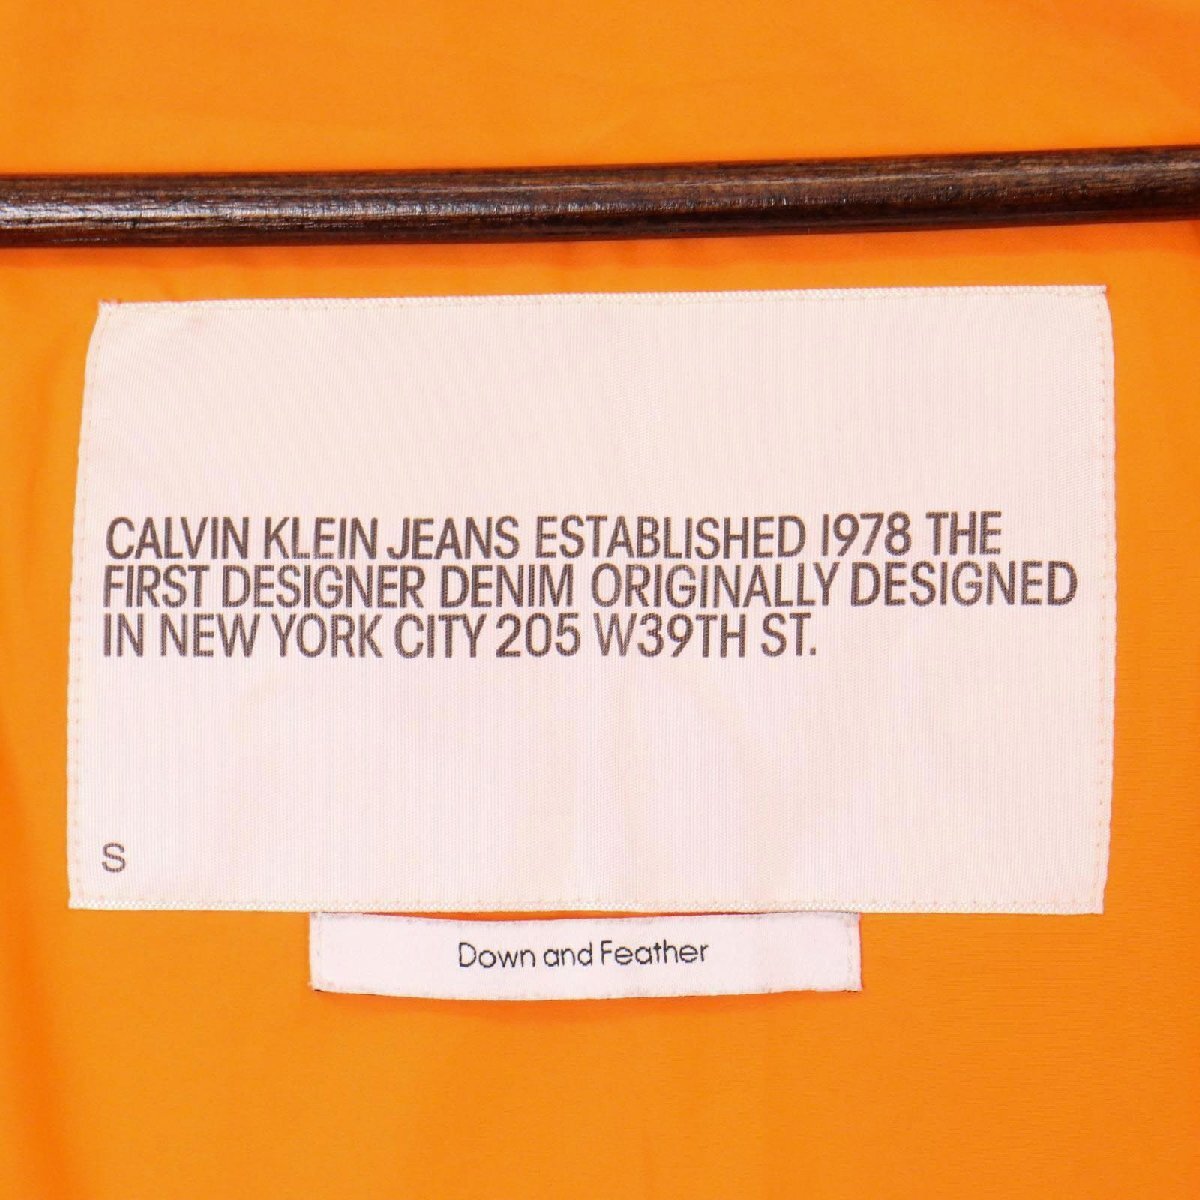 CALVIN KLEIN JEANS ESTABLISHED 1978 THE
FIRST DESIGNER DENIM ORIGINALLY DESIGNED
IN NEW YORK CITY 205 W39TH ST.
S
Down and Feather